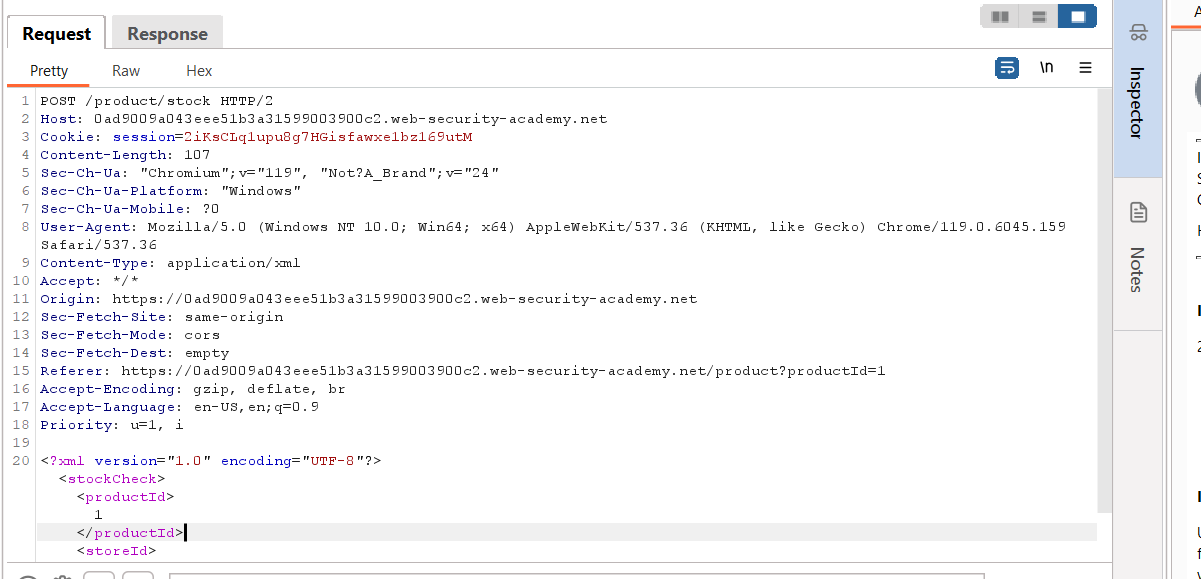 Request
Response
Pretty
Raw
Hex
\n
1 POST /product/stock HTTP/2
2 Host: 0ad9009a043eee51b3a31599003900c2.web-security-academy.net
3 Cookie: session=2iKsCLq1upu8g7HGisfawxe1bz169utM
4 Content-Length: 107
5 Sec-Ch-Ua: "Chromium";v="119", "Not?A_Brand";v="24"
6 Sec-Ch-Ua-Platform: "Windows"
7 Sec-Ch-Ua-Mobile: ?0
8 User-Agent: Mozilla/5.0 (Windows NT 10.0; Win64; x64) AppleWebKit/537.36 (KHTML, like Gecko) Chrome/119.0.6045.159
Safari/537.36
9 Content-Type: application/xml
10 Accept: */*
11 Origin: https://0ad9009a043eee51b3a31599003900c2.web-security-academy.net
12 Sec-Fetch-Site: same-origin
13 Sec-Fetch-Mode: cors
14 Sec-Fetch-Dest: empty
15 Referer: https://0ad9009a043eee51b3a31599003900c2.web-security-academy.net/product?productId=1
16 Accept-Encoding: gzip, deflate, br
17 Accept-Language: en-US,en;q=0.9
18 Priority: u=1, i
19
20 <?xml version="1.0" encoding="UTF-8"?>
<stockCheck>
<productId>
1
</productId>
<storeId>
Inspector
Notes